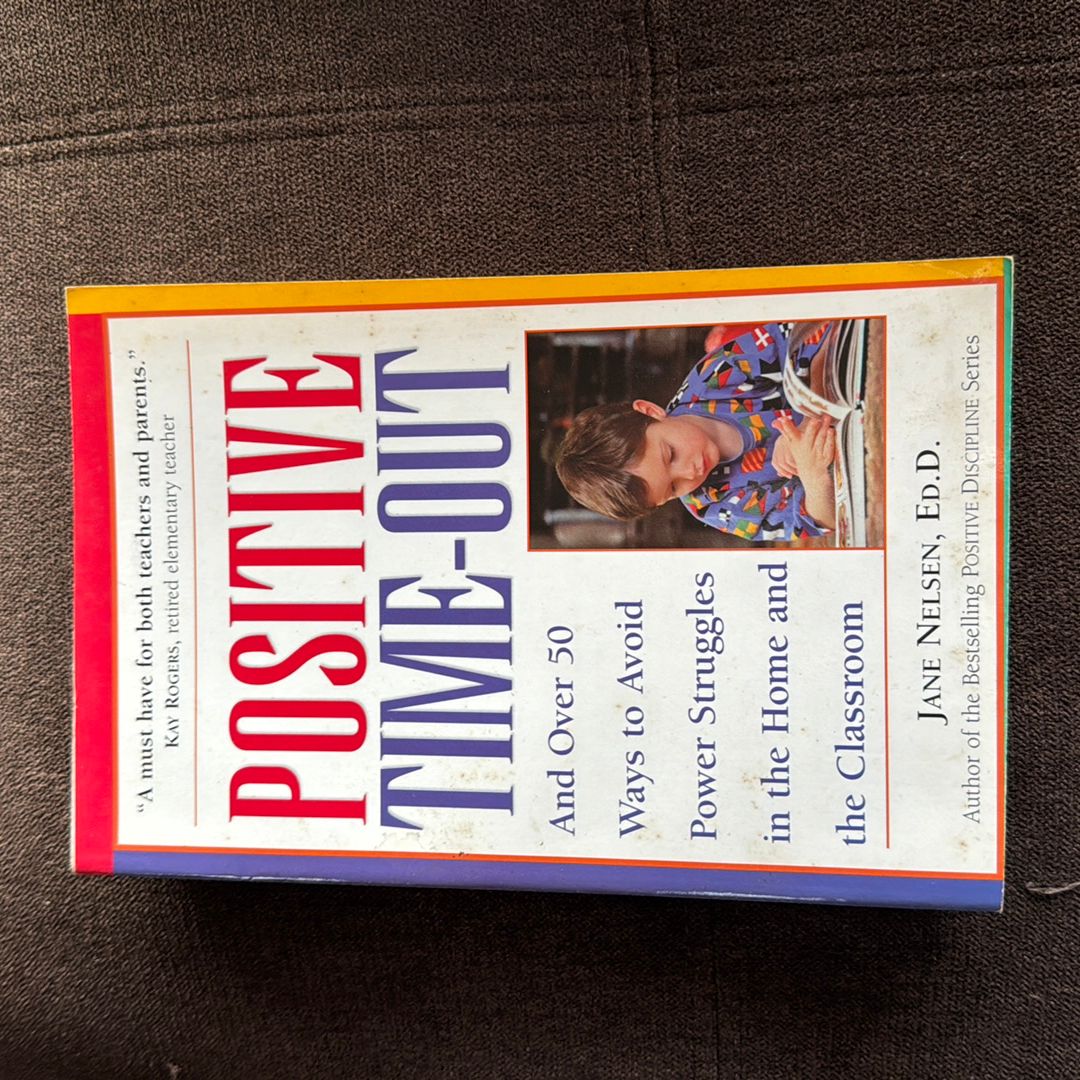 “A must have for both teachers and parents.”
KAY ROGERS, retired elementary teacher
POSITIVE
TIME-OUT
And Over 50
Ways to Avoid
Power Struggles
in the Home and
the Classroom
JANE NELSEN, ED.D.
Author of the Bestselling POSITIVE DISCIPLINE Series